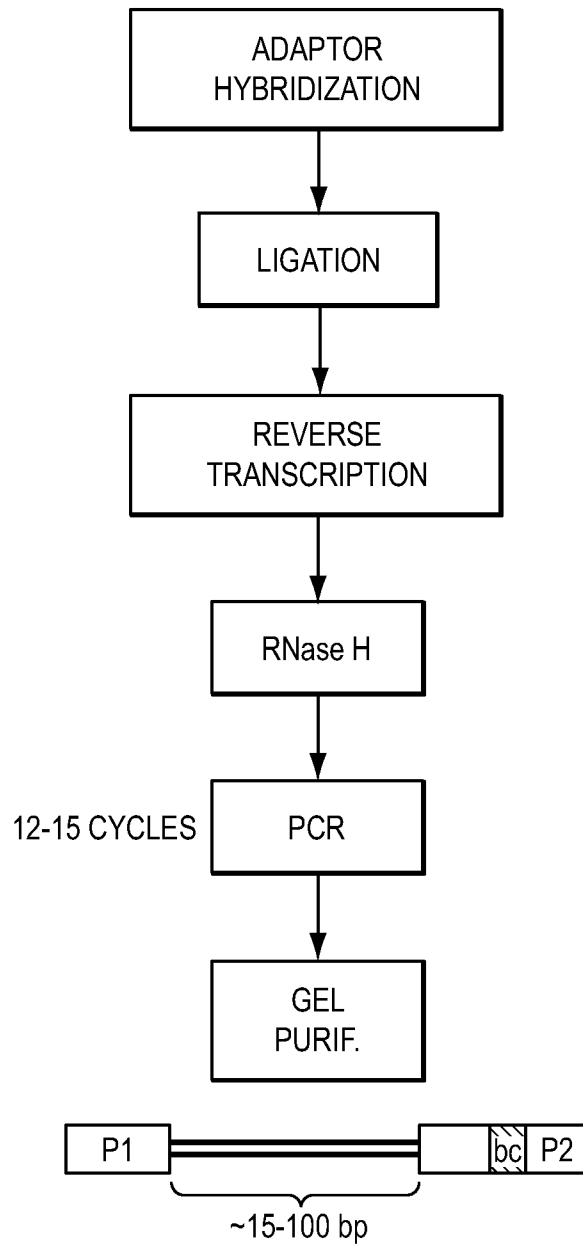 ADAPTOR
HYBRIDIZATION
LIGATION
REVERSE
TRANSCRIPTION
RNase H
12-15 CYCLES
PCR
GEL
PURIF.
P1
bc
P2
~15-100 bp